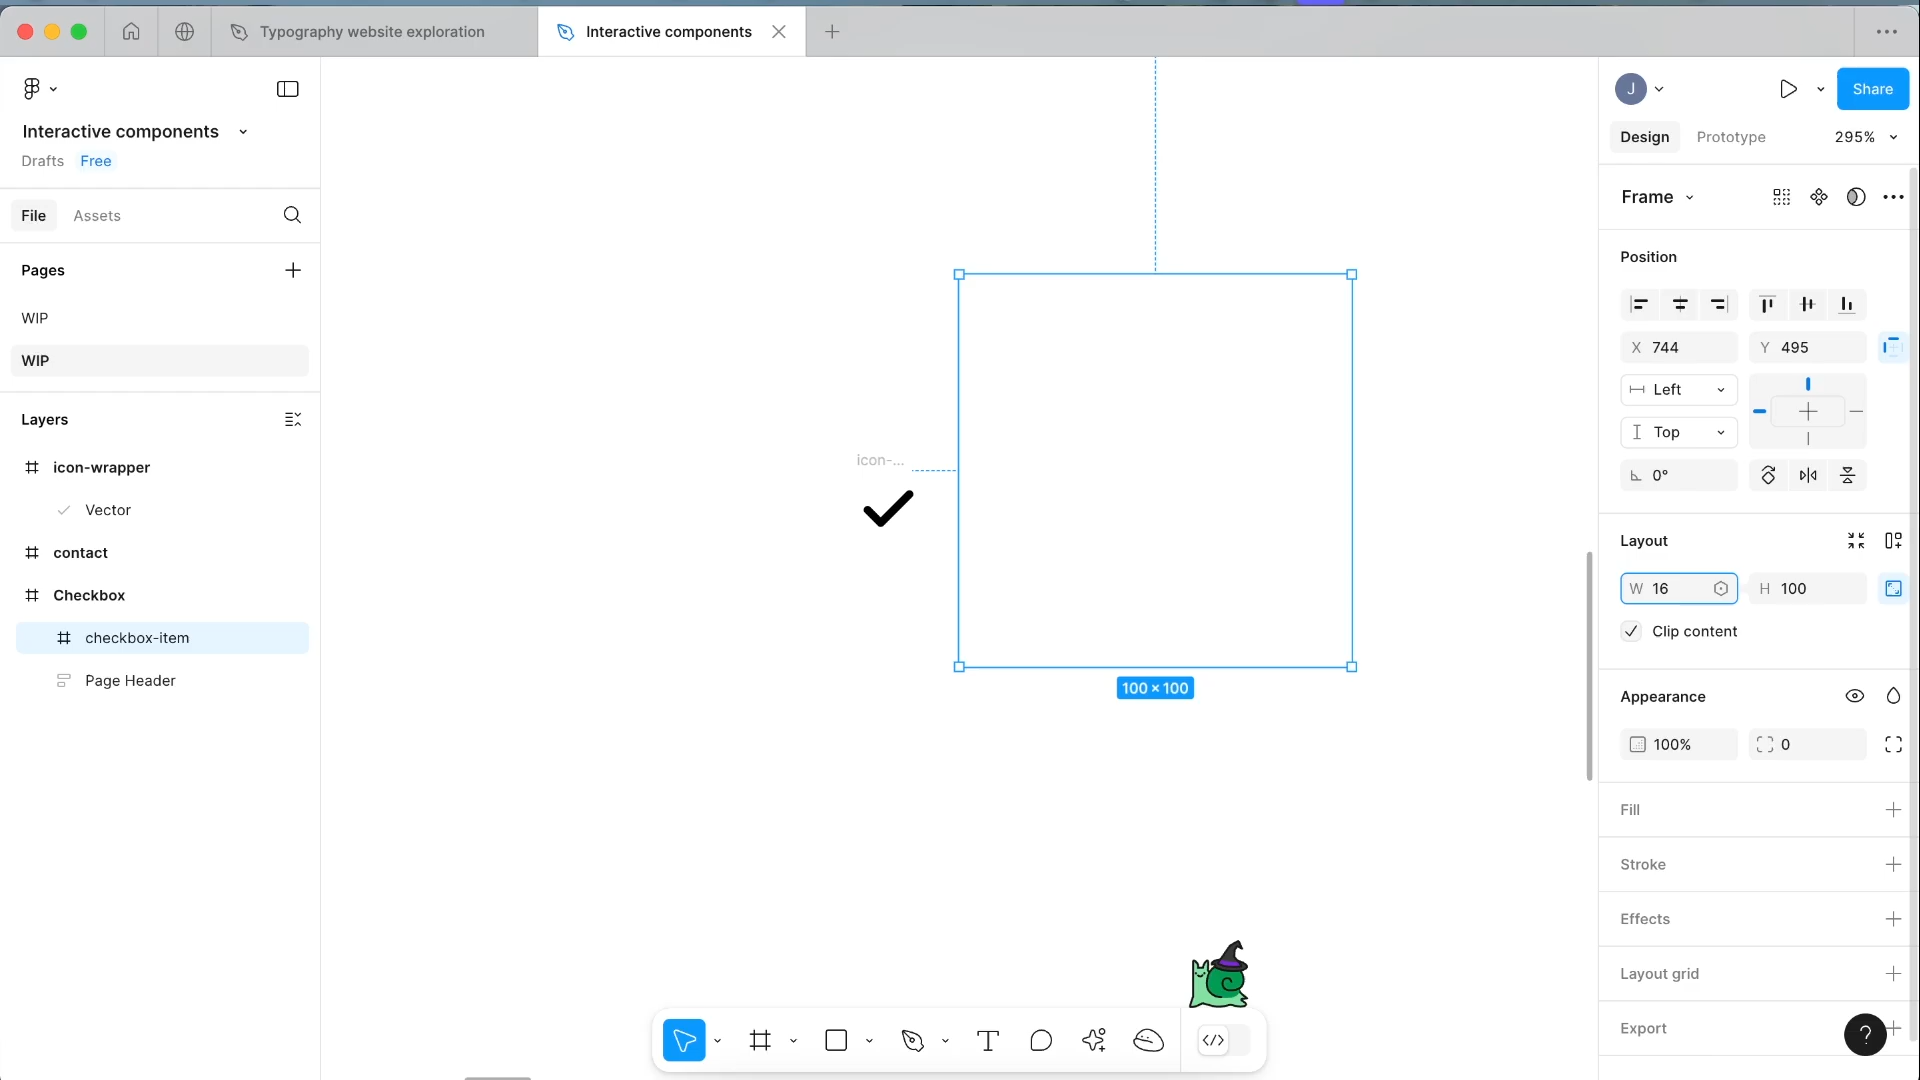 Typography website exploration
Interactive components
Interactive components
Drafts Free
File Assets
Pages
WIP
WIP
Layers
icon-wrapper
Vector
contact
Checkbox
checkbox-item
Page Header
icon-...
100 × 100
J
Share
Design Prototype 295%
Frame
Position
X 744 Y 495
Left
Top
0°
Layout
W 16 H 100
Clip content
Appearance
100% 0
Fill
Stroke
Effects
Layout grid
Export
?